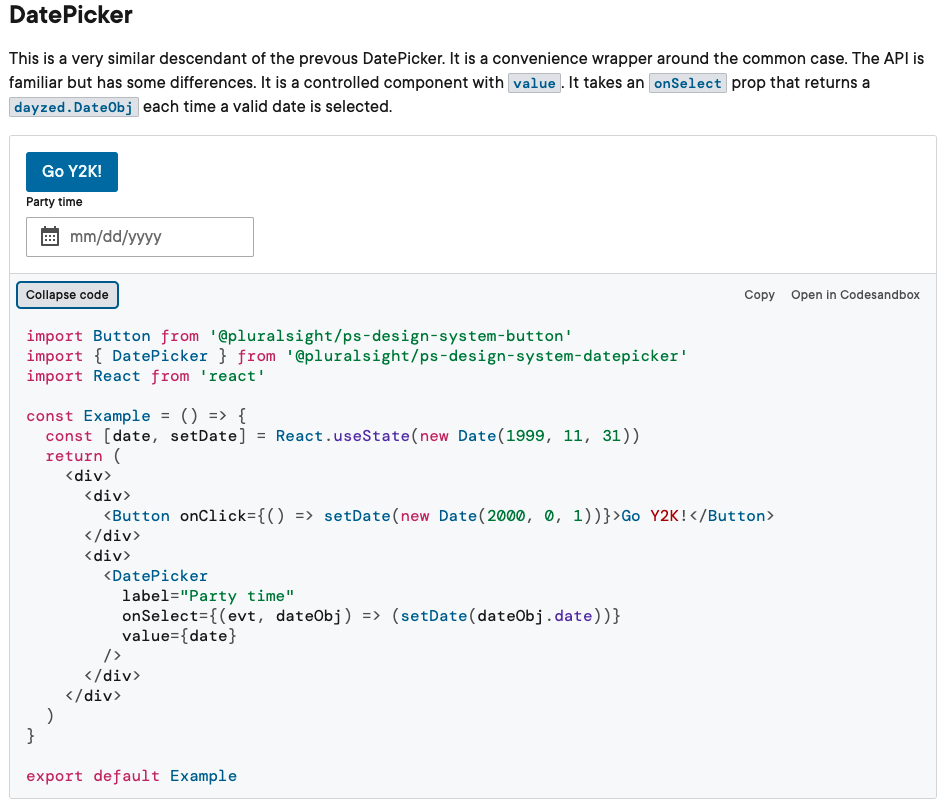 DatePicker
This is a very similar descendant of the prevous DatePicker. It is a convenience wrapper around the common case. The API is
familiar but has some differences. It is a controlled component with value. It takes an onSelect prop that returns a
dayzed.DateObj each time a valid date is selected.
Go Y2K!
Party time
mm/dd/yyyy
Collapse code
Copy Open in Codesandbox
import Button from '@pluralsight/ps-design-system-button'
import { DatePicker } from '@pluralsight/ps-design-system-datepicker'
import React from 'react'
const Example = () => {
  const [date, setDate] = React.useState(new Date(1999, 11, 31))
  return (
    <div>
      <div>
        <Button onClick={() => setDate(new Date(2000, 0, 1))}>Go Y2K!</Button>
      </div>
      <div>
        <DatePicker
          label="Party time"
          onSelect={(evt, dateObj) => (setDate(dateObj.date))}
          value={date}
        />
      </div>
    </div>
  )
}
export default Example